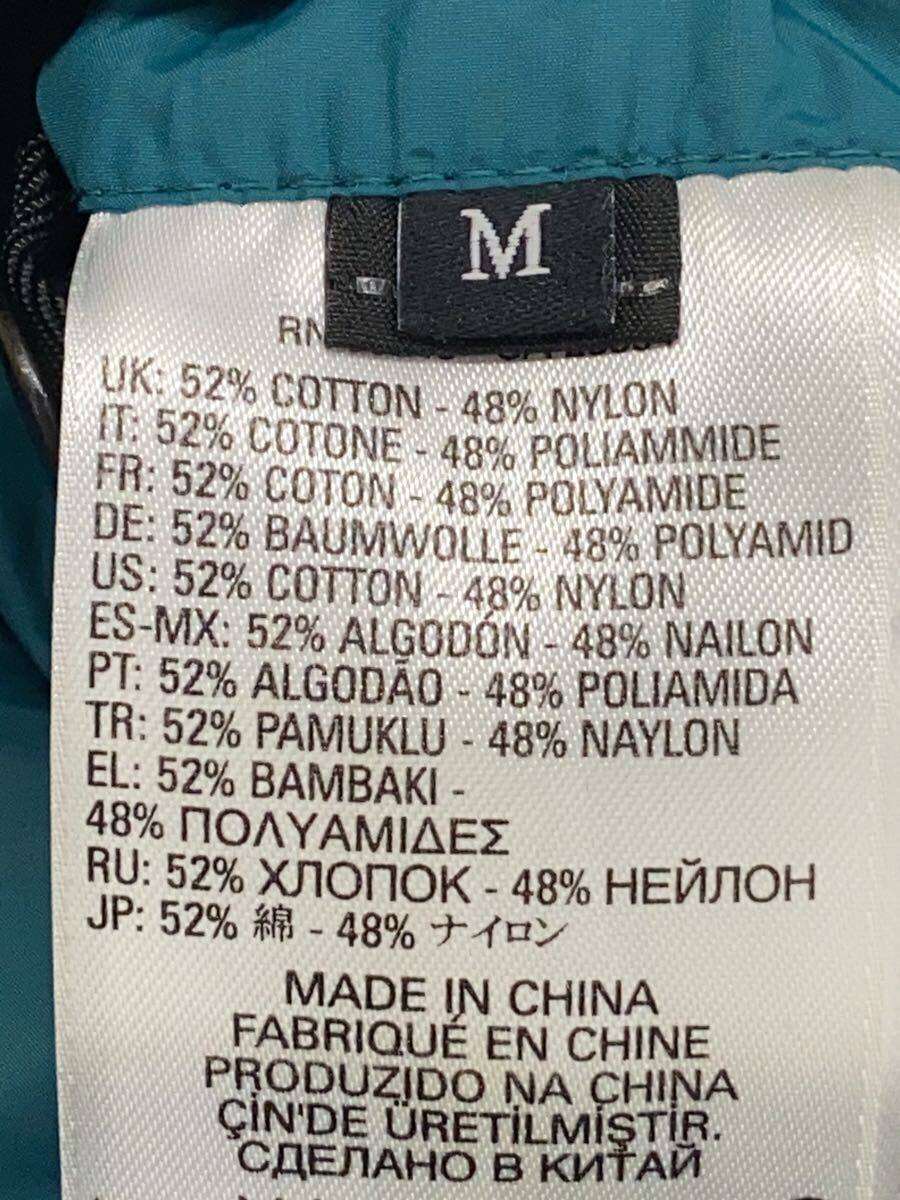 M
RN
UK: 52% COTTON - 48% NYLON
IT: 52% COTONE - 48% POLIAMMIDE
FR: 52% COTON - 48% POLYAMIDE
DE: 52% BAUMWOLLE - 48% POLYAMID
US: 52% COTTON - 48% NYLON
ES-MX: 52% ALGODÓN - 48% NAILON
PT: 52% ALGODÃO - 48% POLIAMIDA
TR: 52% PAMUKLU - 48% NAYLON
EL: 52% BAMBAKI -
48% ΠΟΛΥΑΜΙΔΕΣ
RU: 52% ХЛОПОК - 48% НЕЙЛОН
JP: 52% 綿 - 48% ナイロン
MADE IN CHINA
FABRIQUÉ EN CHINE
PRODUZIDO NA CHINA
ÇİN'DE ÜRETİLMİŞTİR.
СДЕЛАНО В КИТАЙ